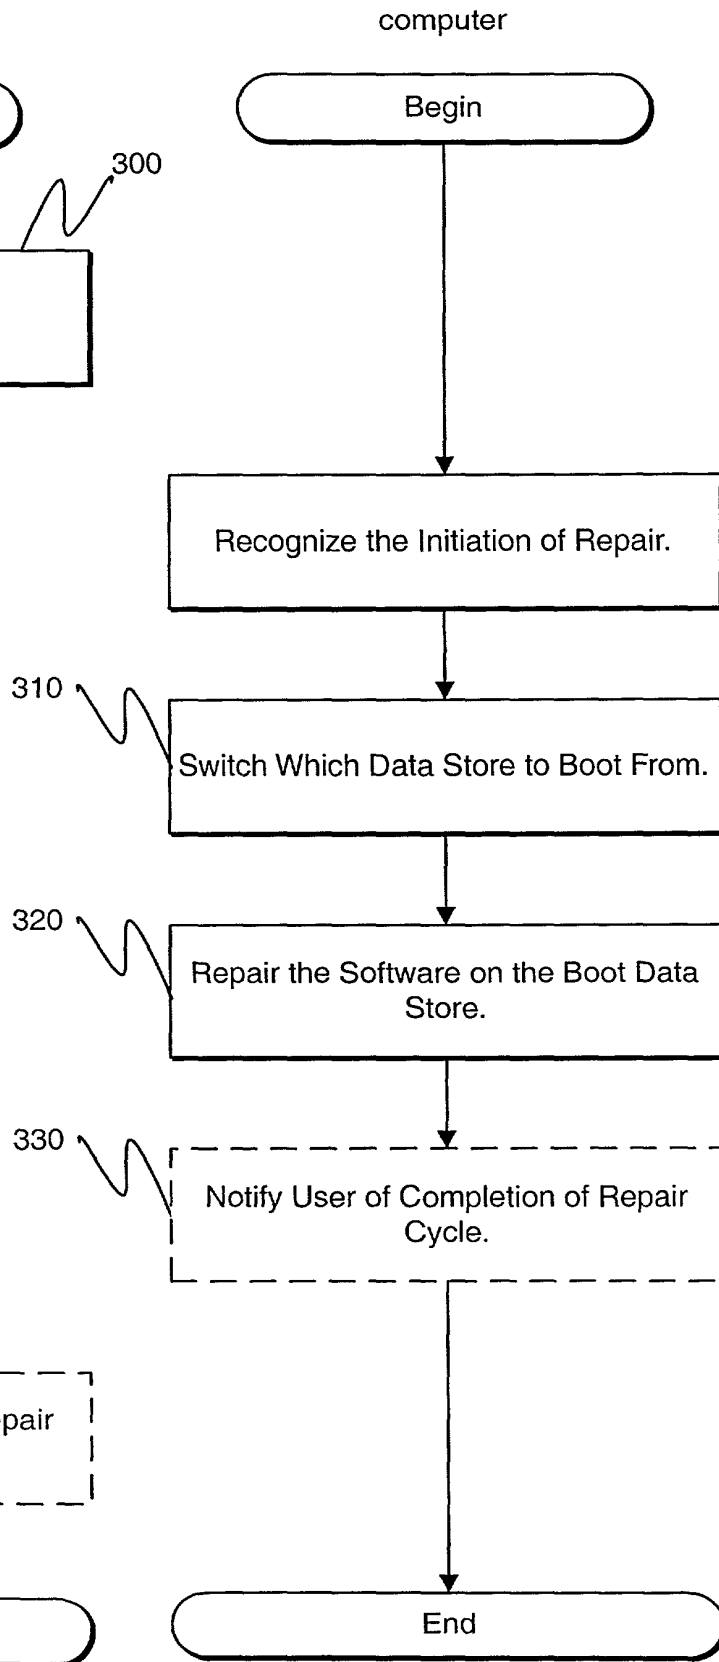 computer
Begin
300
Recognize the Initiation of Repair.
310
Switch Which Data Store to Boot From.
320
Repair the Software on the Boot Data
Store.
330
Notify User of Completion of Repair
Cycle.
pair
End